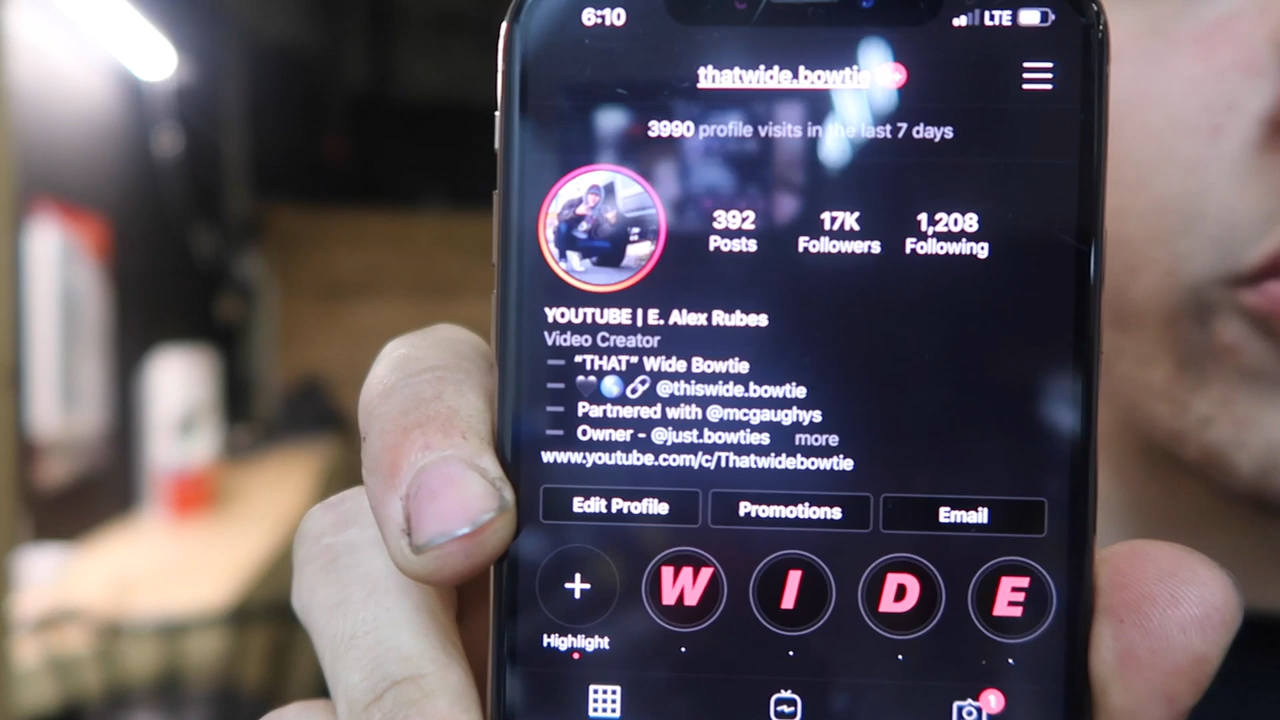 6:10 LTE
thatwide.bowtie
3990 profile visits in the last 7 days
392 17K 1,208
Posts Followers Following
YOUTUBE | E. Alex Rubes
Video Creator
— “THAT” Wide Bowtie
— 🖤🌎🔗 @thiswide.bowtie
— Partnered with @mcgaughys
— Owner - @just.bowties more
www.youtube.com/c/Thatwidebowtie
Edit Profile Promotions Email
W I D E
Highlight
1